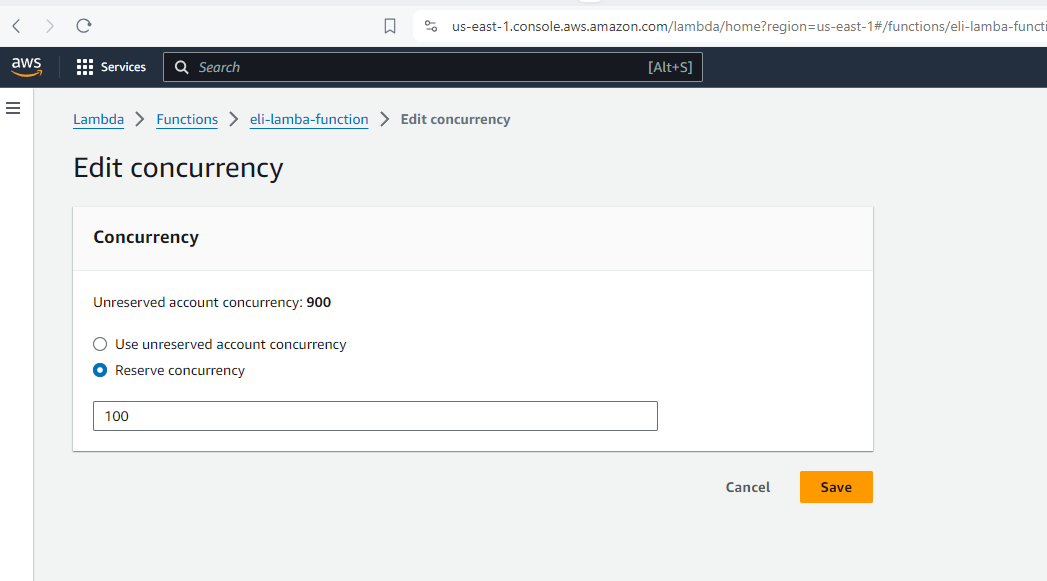 us-east-1.console.aws.amazon.com/lambda/home?region=us-east-1#/functions/eli-lamba-functi
aws Services Search [Alt+S]
Lambda Functions eli-lamba-function Edit concurrency
Edit concurrency
Concurrency
Unreserved account concurrency: 900
Use unreserved account concurrency
Reserve concurrency
100
Cancel Save